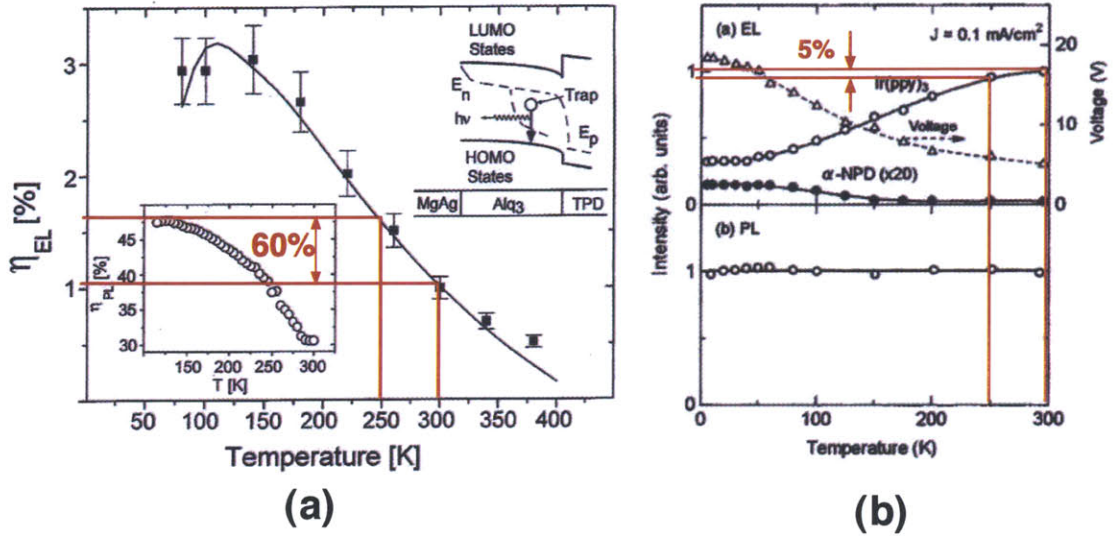 3
2
1
η_EL [%]
LUMO
States
E_n
Trap
hν
E_p
HOMO
States
MgAg
Alq₃
TPD
60%
45
40
35
30
η_PL [%]
150
200
250
300
T [K]
50
100
150
200
250
300
350
400
Temperature [K]
(a)
(a) EL
5%
J = 0.1 mA/cm²
Ir(ppy)₃
Voltage
α-NPD (x20)
1
0
20
10
0
Voltage (V)
Intensity (arb. units)
(b) PL
1
0
0
50
100
150
200
250
300
Temperature (K)
(b)